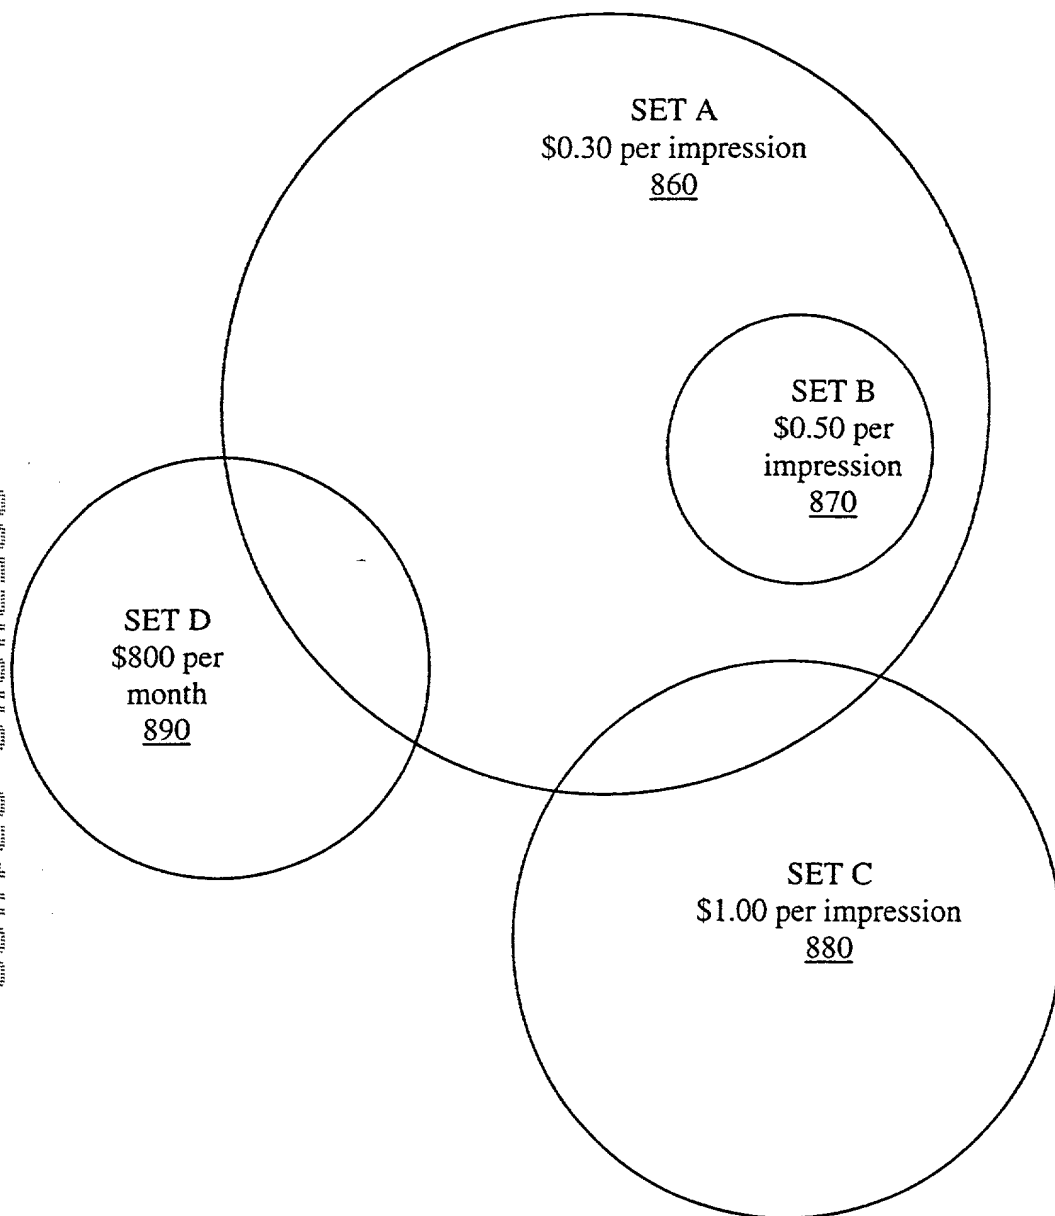 SET A
$0.30 per impression
860
SET B
$0.50 per
impression
870
SET D
$800 per
month
890
SET C
$1.00 per impression
880